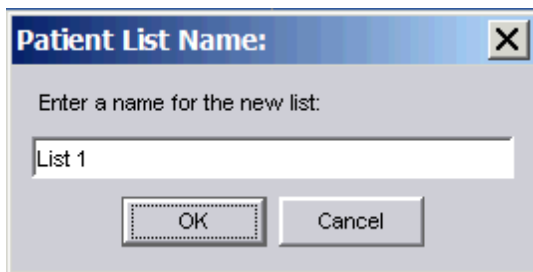 Patient List Name:
Enter a name for the new list:
List 1
OK
Cancel